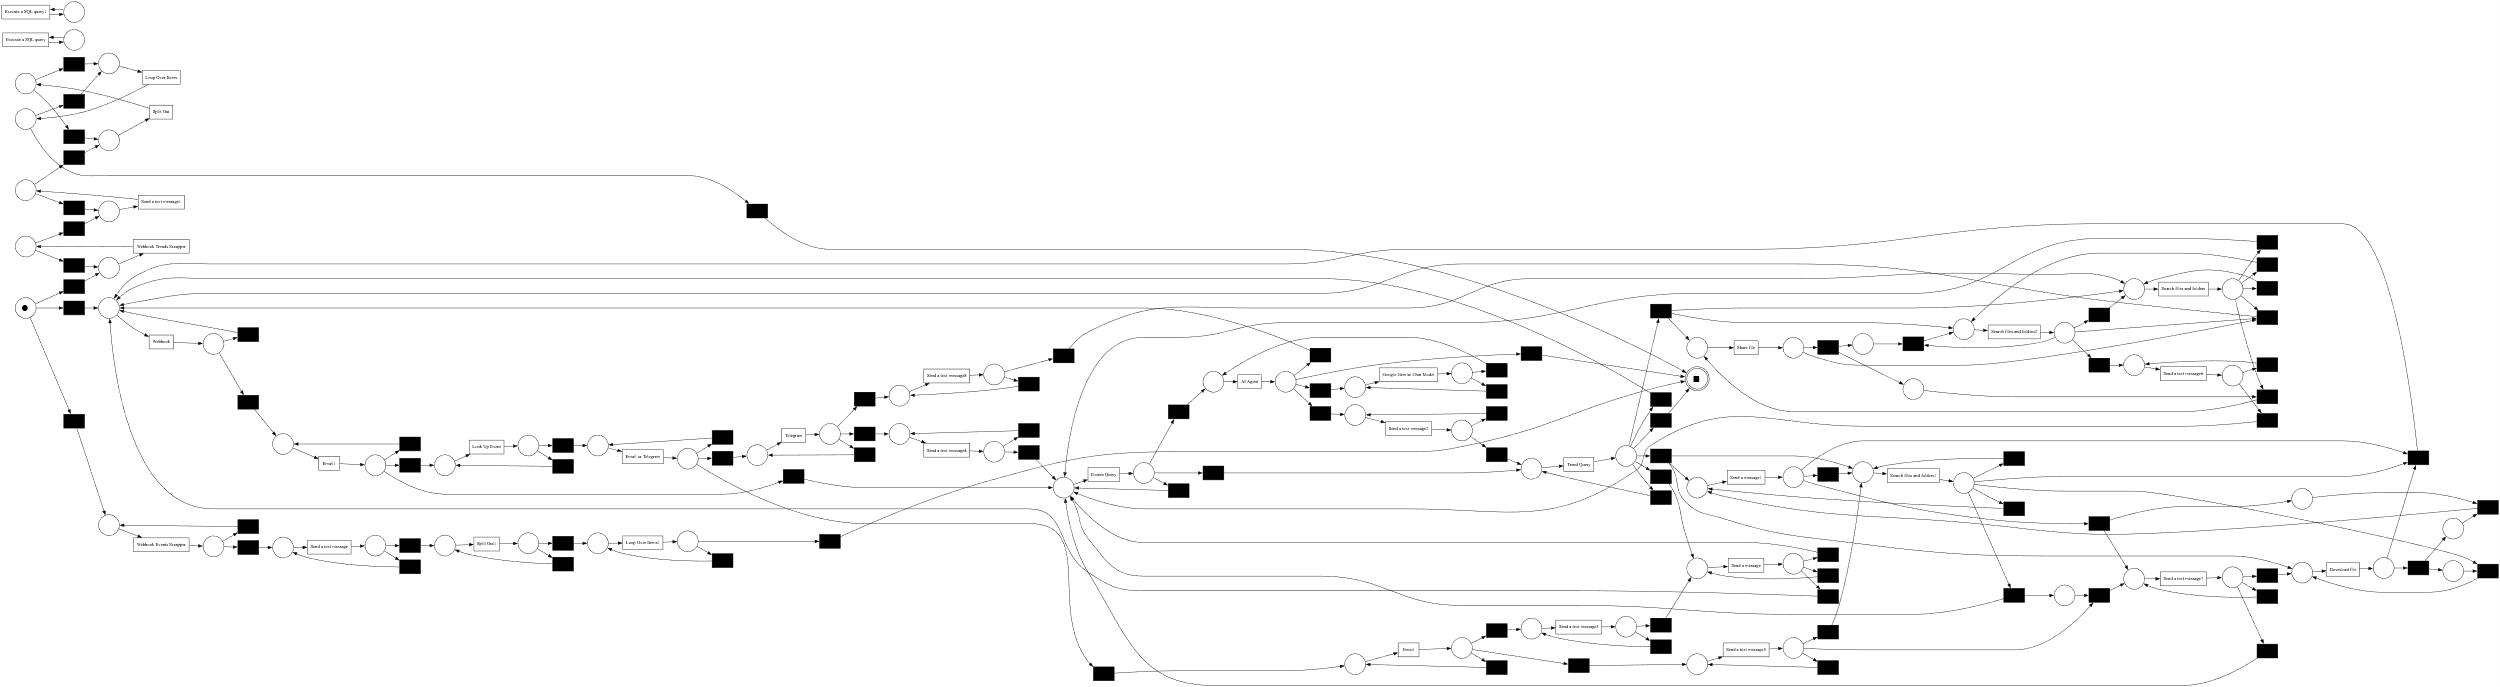 Execute a SQL query1
Execute a SQL query
Loop Over Items
Split Out
Send a text message1
Webhook Trends Scrapper
Webhook
Search files and folders
Search files and folders2
Share file
Send a text message8
AI Agent
Google Gemini Chat Model
Send a text message6
Telegram
Send a text message2
Look Up Event
Send a text message4
Email or Telegram
Email1
Trend Query
Events Query
Send a message1
Search files and folders1
Webhook Events Scrapper
Send a text message
Split Out1
Loop Over Items1
Send a message
Download file
Send a text message7
Send a text message3
Email
Send a text message5